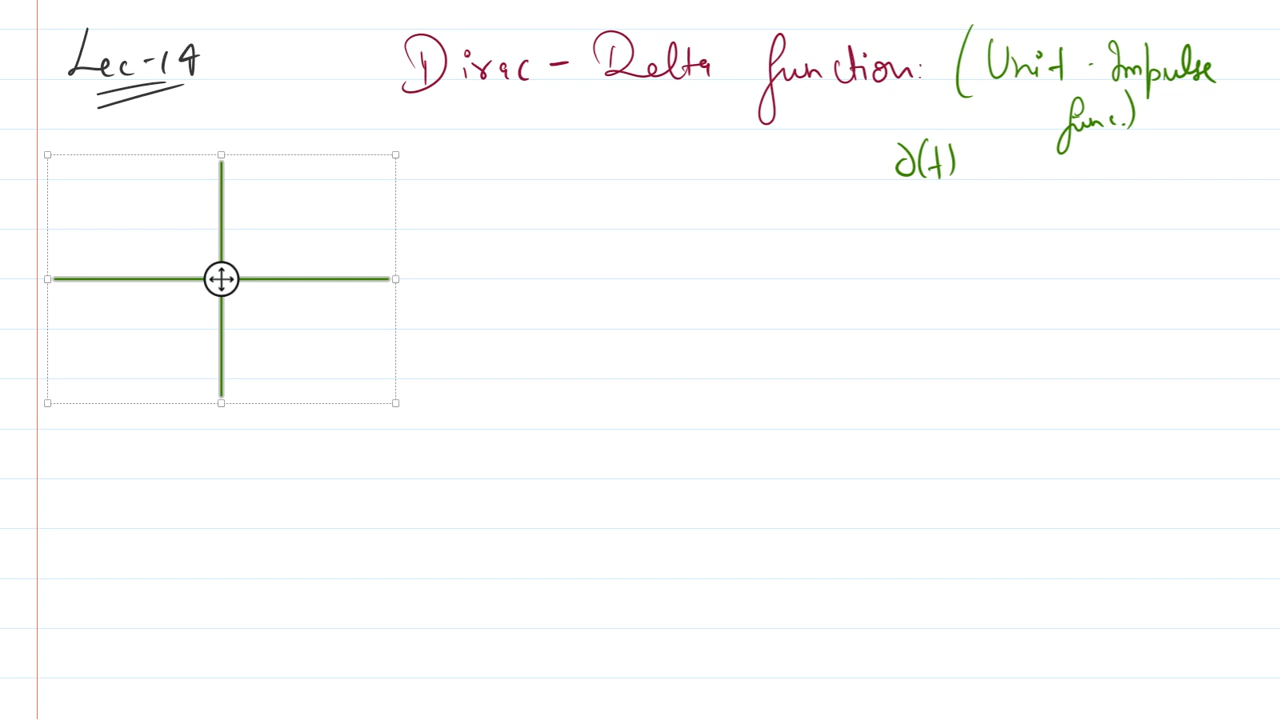 Lec-14
Dirac - Delta function: (Unit - Impulse
func.)
∂(t)